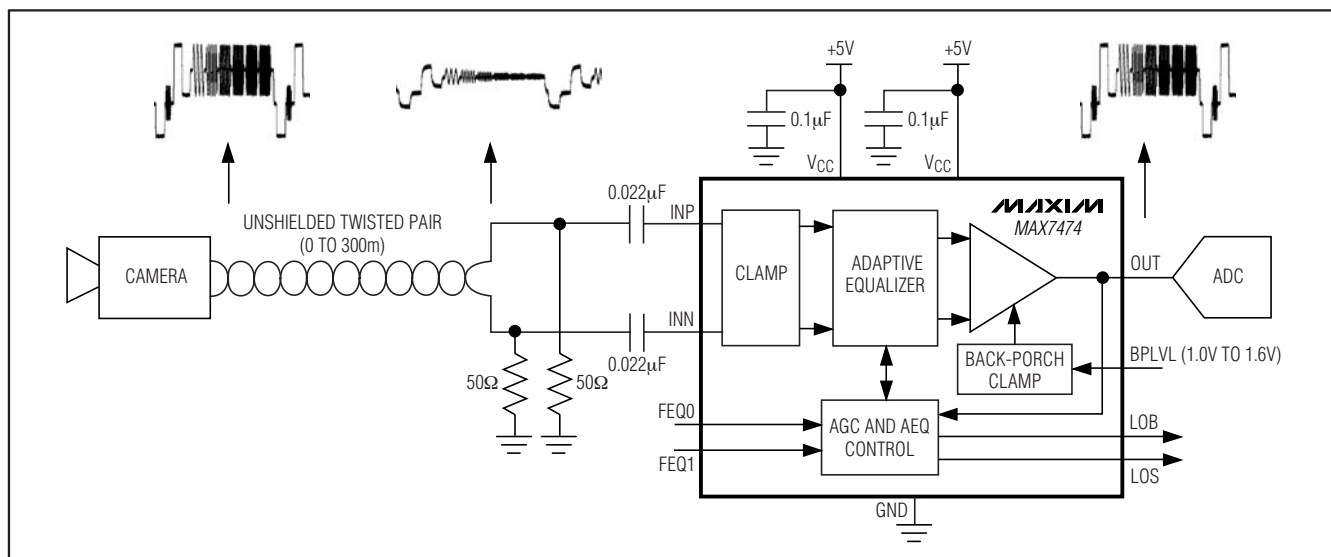 +5V
+5V
0.1μF
0.1μF
VCC
VCC
0.022μF
INP
UNSHIELDED TWISTED PAIR
(0 TO 300m)
CAMERA
INN
0.022μF
50Ω
50Ω
MAXIM
MAX7474
CLAMP
ADAPTIVE
EQUALIZER
OUT
ADC
BACK-PORCH
CLAMP
BPLVL (1.0V TO 1.6V)
FEQ0
FEQ1
AGC AND AEQ
CONTROL
LOB
LOS
GND